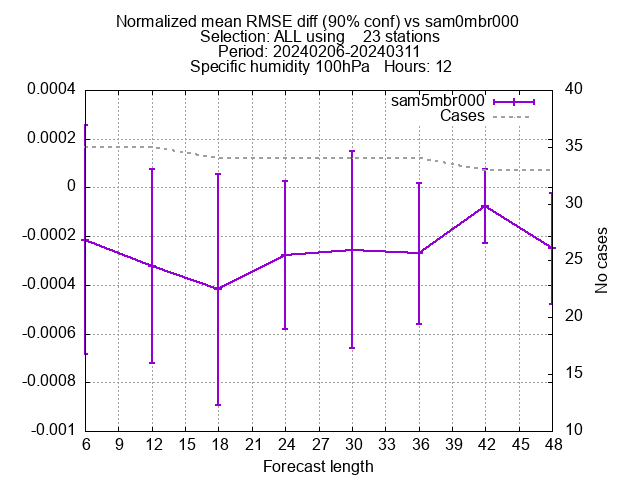 Normalized mean RMSE diff (90% conf) vs sam0mbr000
Selection: ALL using    23 stations
Period: 20240206-20240311
Specific humidity 100hPa   Hours: 12
sam5mbr000
Cases
0.0004
0.0002
0
-0.0002
-0.0004
-0.0006
-0.0008
-0.001
40
35
30
25
20
15
10
No cases
6 9 12 15 18 21 24 27 30 33 36 39 42 45 48
Forecast length